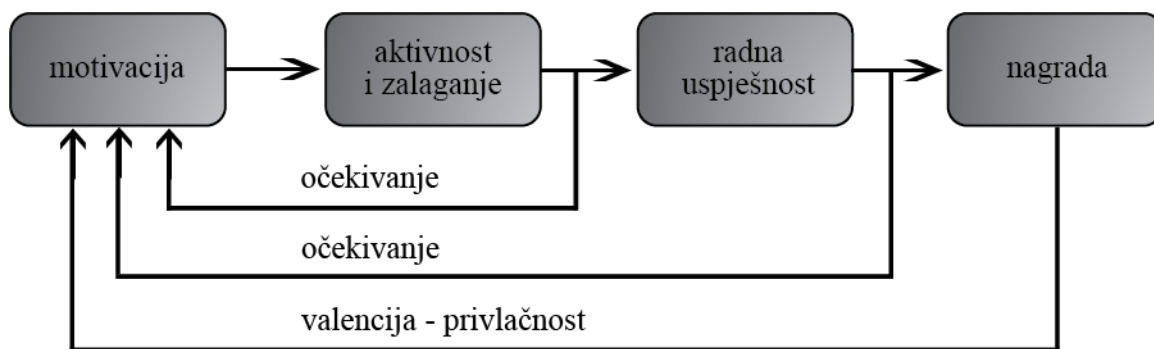 motivacija
aktivnost
i zalaganje
radna
uspješnost
nagrada
očekivanje
očekivanje
valencija - privlačnost